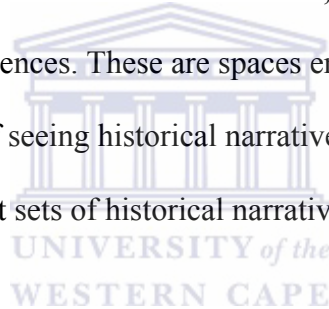 ences. These are spaces en
f seeing historical narrative
t sets of historical narrativ
UNIVERSITY of the
WESTERN CAPE